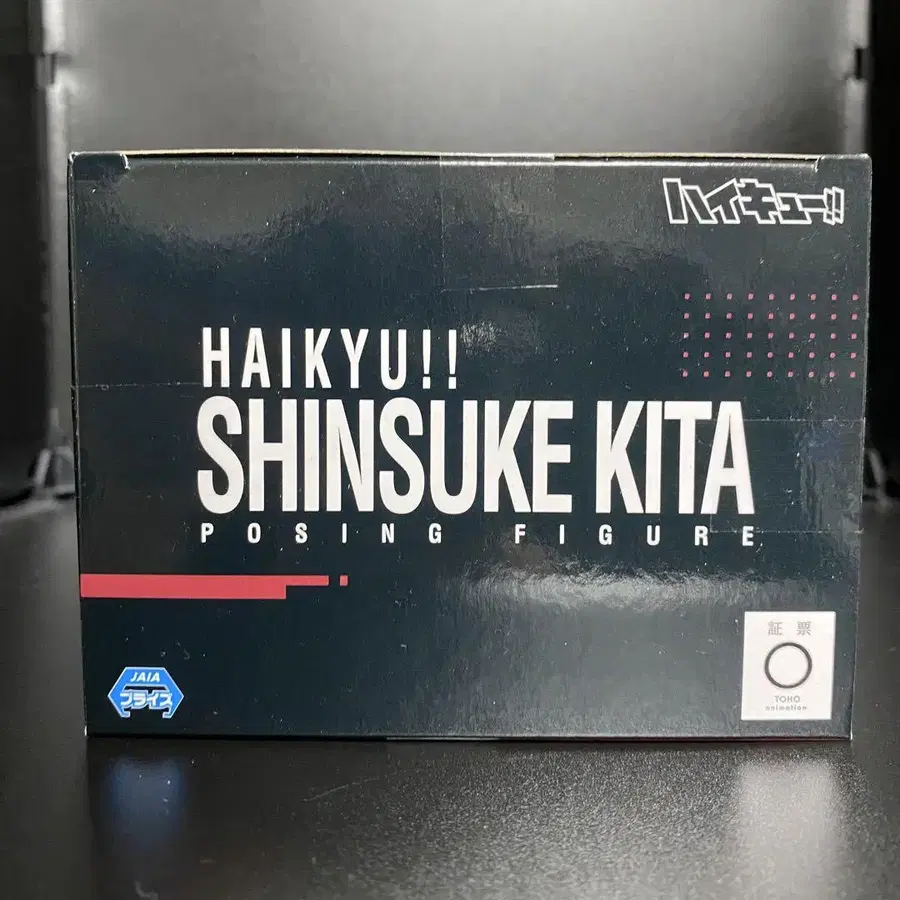 ハイキュー!!
HAIKYU!!
SHINSUKE KITA
POSING FIGURE
JAIA
プライズ
証票
TOHO
animation